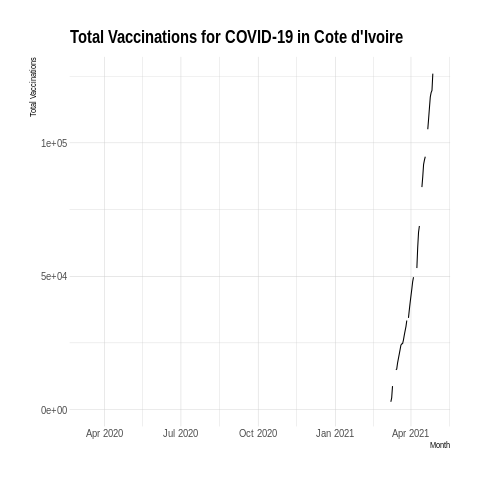 Total Vaccinations for COVID-19 in Cote d'Ivoire
Total Vaccinations
1e+05
5e+04
0e+00
Apr 2020 Jul 2020 Oct 2020 Jan 2021 Apr 2021
Month